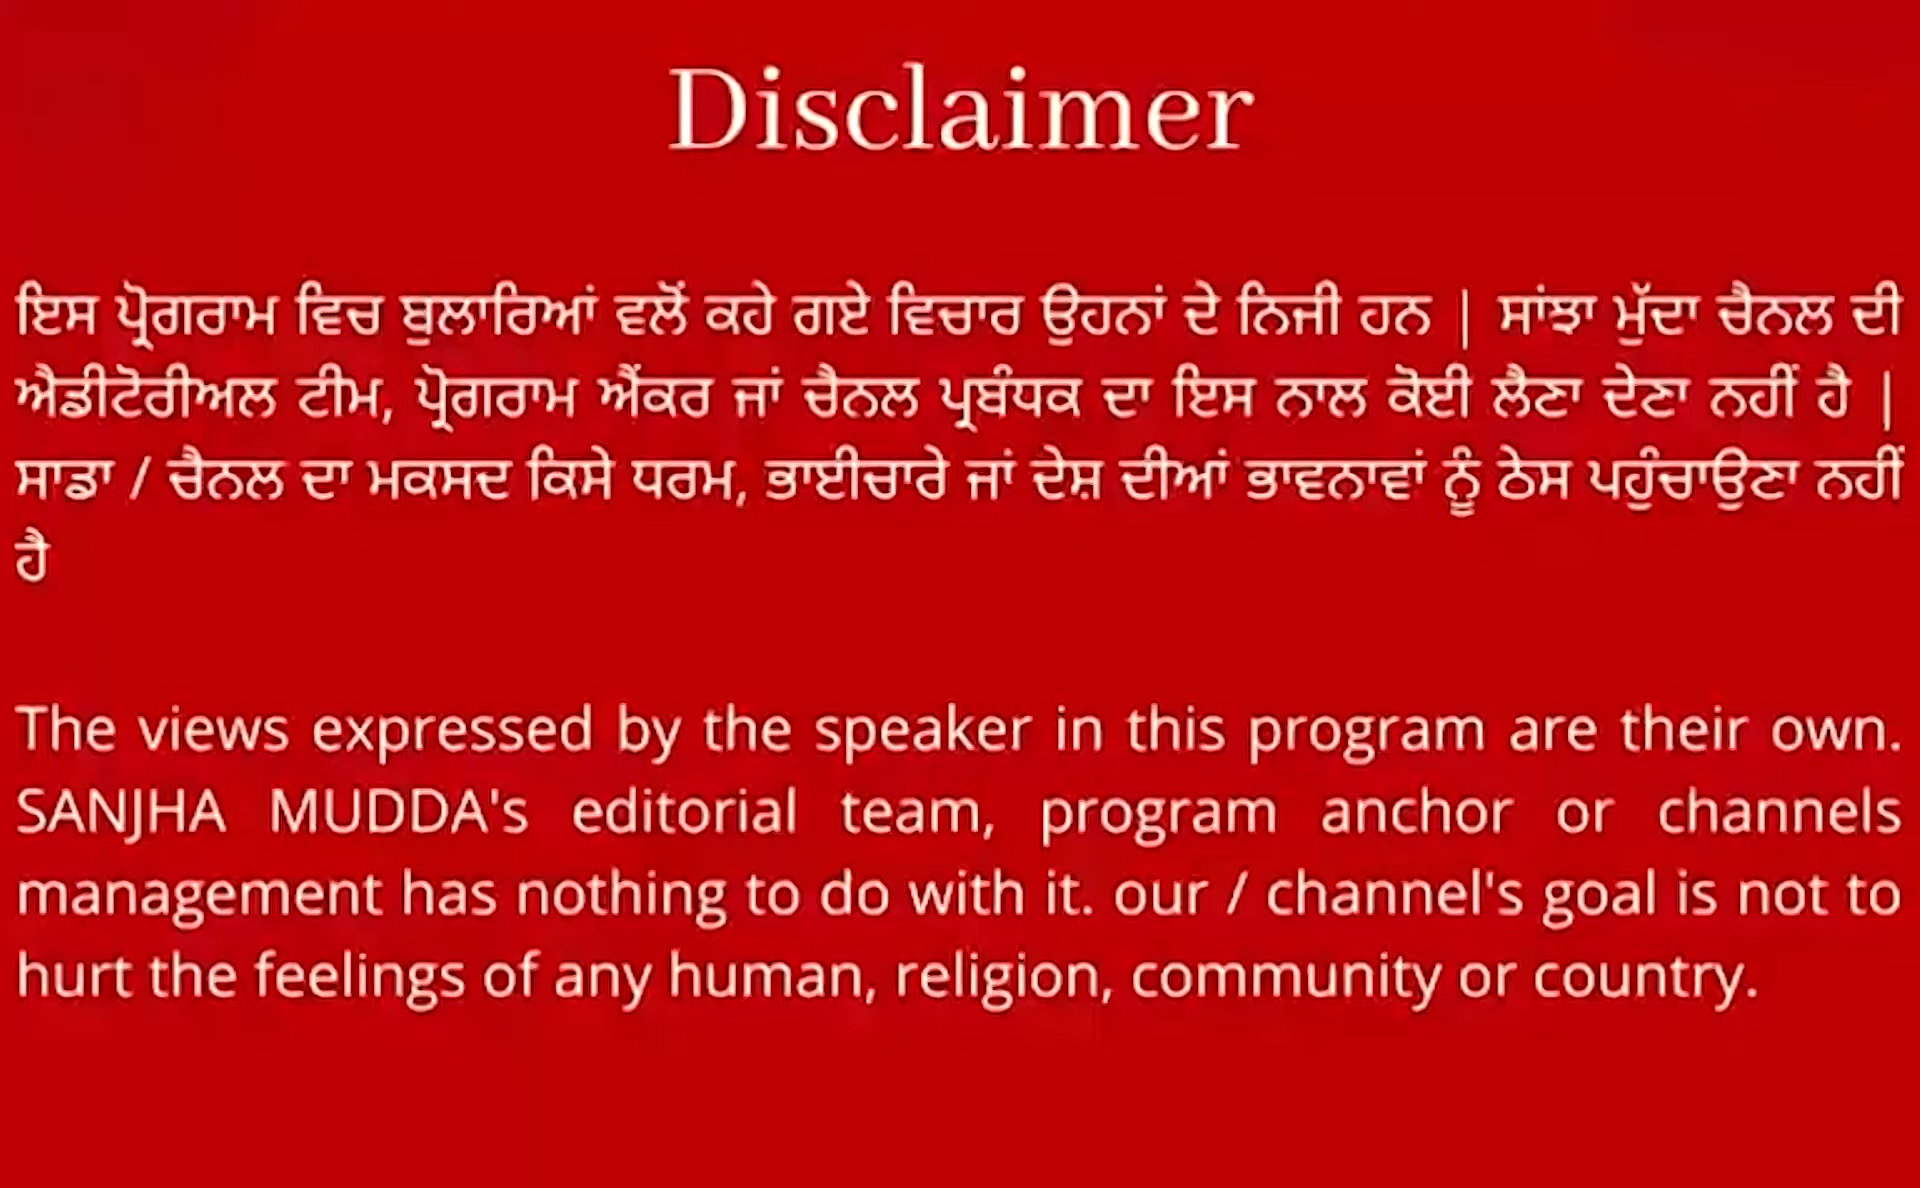 Disclaimer
ਇਸ ਪ੍ਰੋਗਰਾਮ ਵਿਚ ਬੁਲਾਰਿਆਂ ਵਲੋਂ ਕਹੇ ਗਏ ਵਿਚਾਰ ਉਹਨਾਂ ਦੇ ਨਿਜੀ ਹਨ | ਸਾਂਝਾ ਮੁੱਦਾ ਚੈਨਲ ਦੀ
ਐਡੀਟੋਰੀਅਲ ਟੀਮ, ਪ੍ਰੋਗਰਾਮ ਐਂਕਰ ਜਾਂ ਚੈਨਲ ਪ੍ਰਬੰਧਕ ਦਾ ਇਸ ਨਾਲ ਕੋਈ ਲੈਣਾ ਦੇਣਾ ਨਹੀਂ ਹੈ |
ਸਾਡਾ / ਚੈਨਲ ਦਾ ਮਕਸਦ ਕਿਸੇ ਧਰਮ, ਭਾਈਚਾਰੇ ਜਾਂ ਦੇਸ਼ ਦੀਆਂ ਭਾਵਨਾਵਾਂ ਨੂੰ ਠੇਸ ਪਹੁੰਚਾਉਣਾ ਨਹੀਂ
ਹੈ
The views expressed by the speaker in this program are their own.
SANJHA MUDDA's editorial team, program anchor or channels
management has nothing to do with it. our / channel's goal is not to
hurt the feelings of any human, religion, community or country.